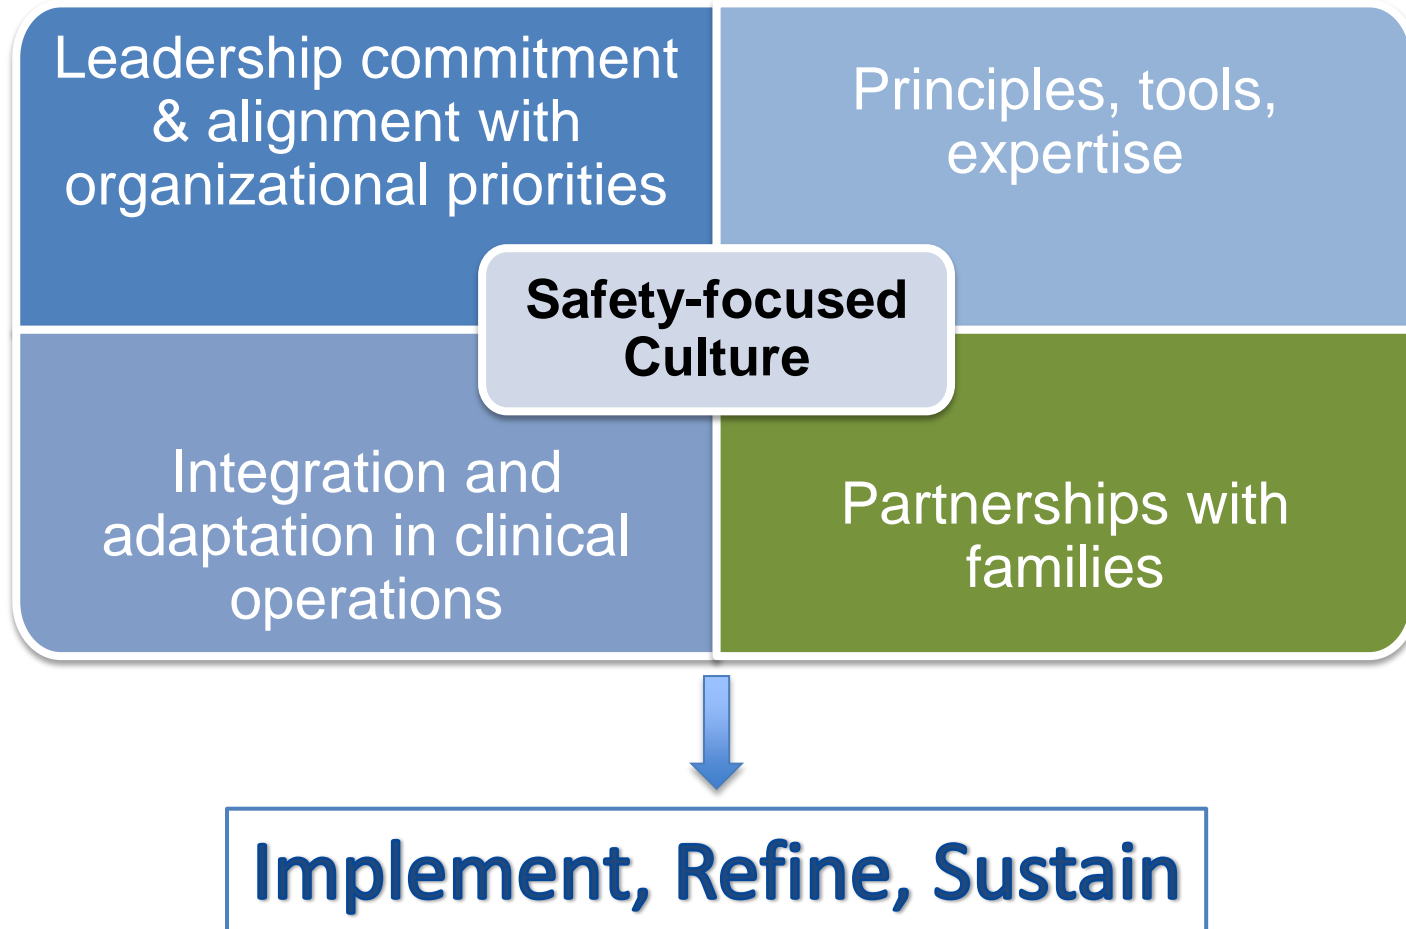 Leadership commitment
& alignment with
organizational priorities
Principles, tools,
expertise
Safety-focused
Culture
Integration and
adaptation in clinical
operations
Partnerships with
families
Implement, Refine, Sustain